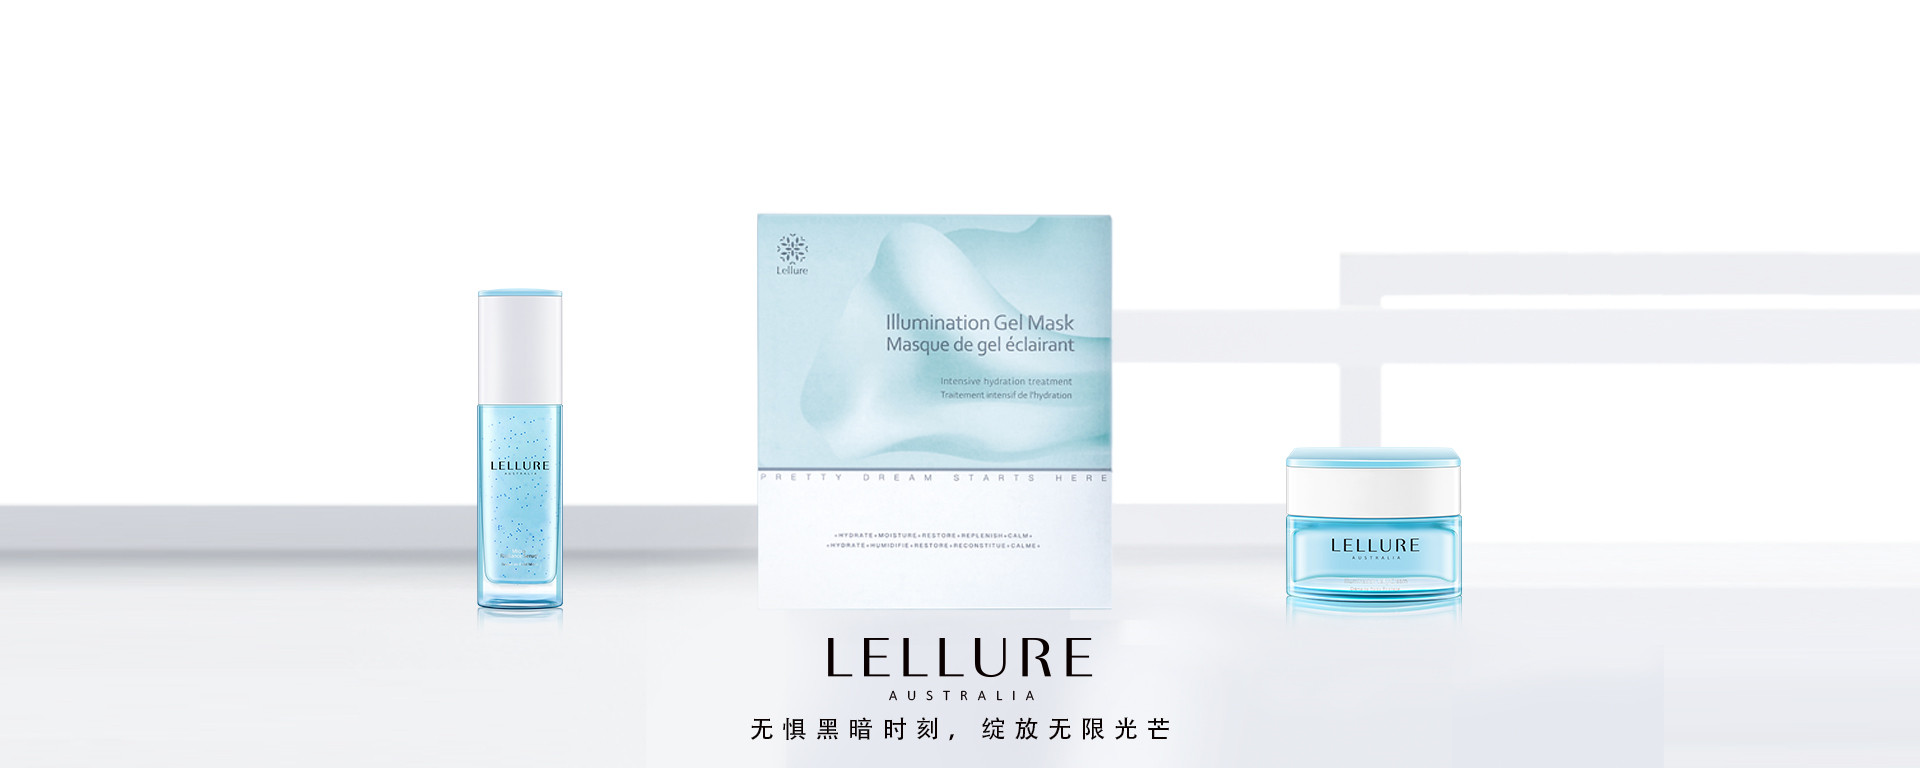 Lellure
Illumination Gel Mask
Masque de gel éclairant
Intensive hydration treatment
Traitement intensif de l'hydration
PRETTY DREAM STARTS HERE
+HYDRATE+MOISTURE+RESTORE+REPLENISH+CALM+
+HYDRATE+HUMIDIFIE+RESTORE+RECONSTITUE+CALME+
LELLURE
AUSTRALIA
LELLURE
AUSTRALIA
LELLURE
AUSTRALIA
无惧黑暗时刻, 绽放无限光芒